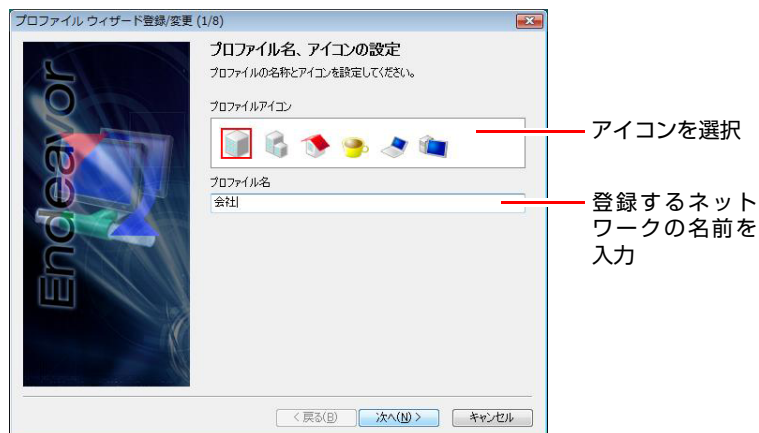 プロファイル ウィザード登録/変更 (1/8)
Endeavor
プロファイル名、アイコンの設定
プロファイルの名称とアイコンを設定してください。
プロファイルアイコン
アイコンを選択
プロファイル名
会社
登録するネット
ワークの名前を
入力
< 戻る(B)
次へ(N) >
キャンセル